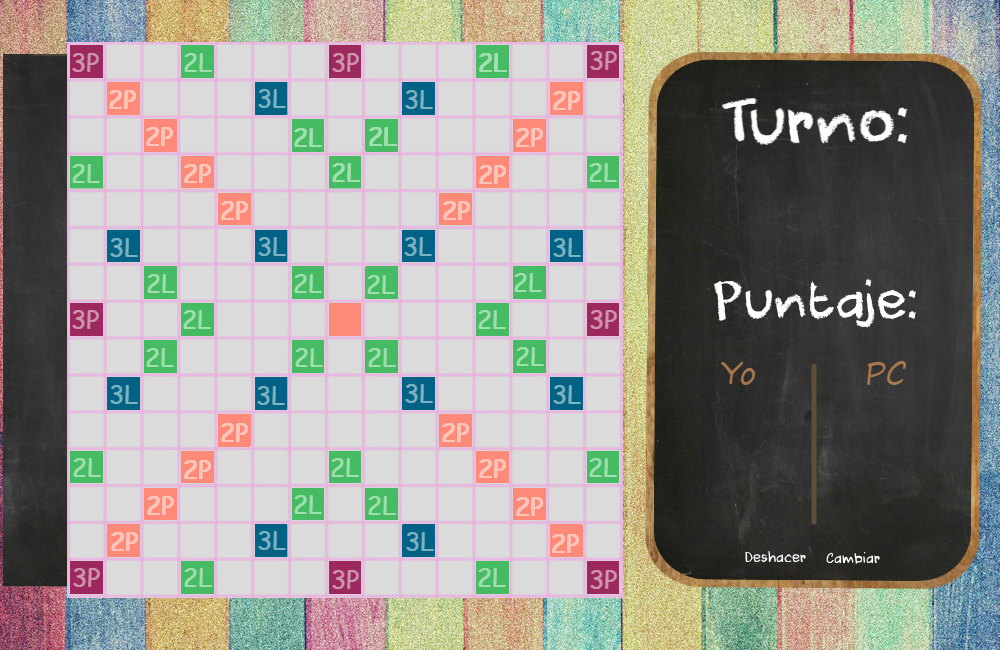 3P 2L 3P 2L 3P
2P 3L 3L 2P
2P 2L 2L 2P
2L 2P 2L 2P 2L
2P 2P
3L 3L 3L 3L
2L 2L 2L 2L
3P 2L 2L 3P
2L 2L 2L 2L
3L 3L 3L 3L
2P 2P
2L 2P 2L 2P 2L
2P 2L 2L 2P
2P 3L 3L 2P
3P 2L 3P 2L 3P
Turno:
Puntaje:
Yo PC
Deshacer Cambiar